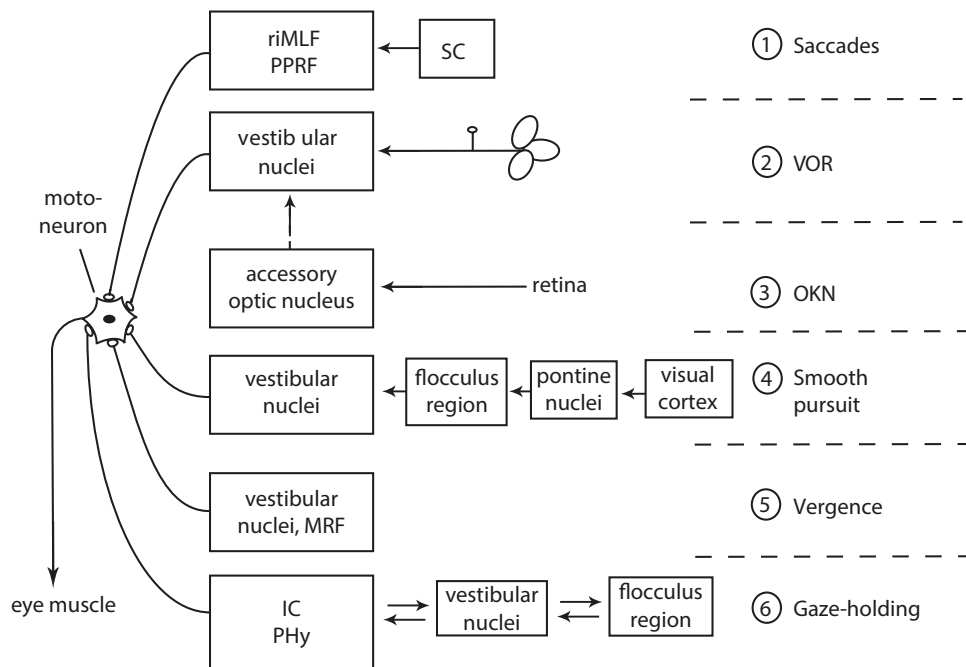 riMLF
PPRF
SC
1 Saccades
vestib ular
nuclei
2 VOR
moto-
neuron
accessory
optic nucleus
retina
3 OKN
vestibular
nuclei
flocculus
region
pontine
nuclei
visual
cortex
4 Smooth
pursuit
vestibular
nuclei, MRF
5 Vergence
eye muscle
IC
PHy
vestibular
nuclei
flocculus
region
6 Gaze-holding